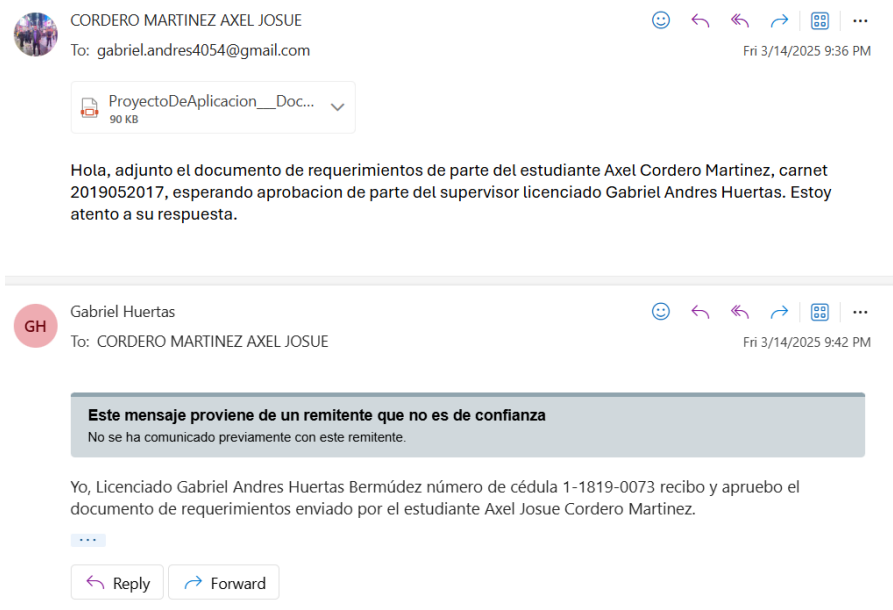 CORDERO MARTINEZ AXEL JOSUE
To: gabriel.andres4054@gmail.com
Fri 3/14/2025 9:36 PM
ProyectoDeAplicacion__Doc...
90 KB
Hola, adjunto el documento de requerimientos de parte del estudiante Axel Cordero Martinez, carnet
2019052017, esperando aprobacion de parte del supervisor licenciado Gabriel Andres Huertas. Estoy
atento a su respuesta.
GH
Gabriel Huertas
To: CORDERO MARTINEZ AXEL JOSUE
Fri 3/14/2025 9:42 PM
Este mensaje proviene de un remitente que no es de confianza
No se ha comunicado previamente con este remitente.
Yo, Licenciado Gabriel Andres Huertas Bermúdez número de cédula 1-1819-0073 recibo y apruebo el
documento de requerimientos enviado por el estudiante Axel Josue Cordero Martinez.
...
Reply
Forward